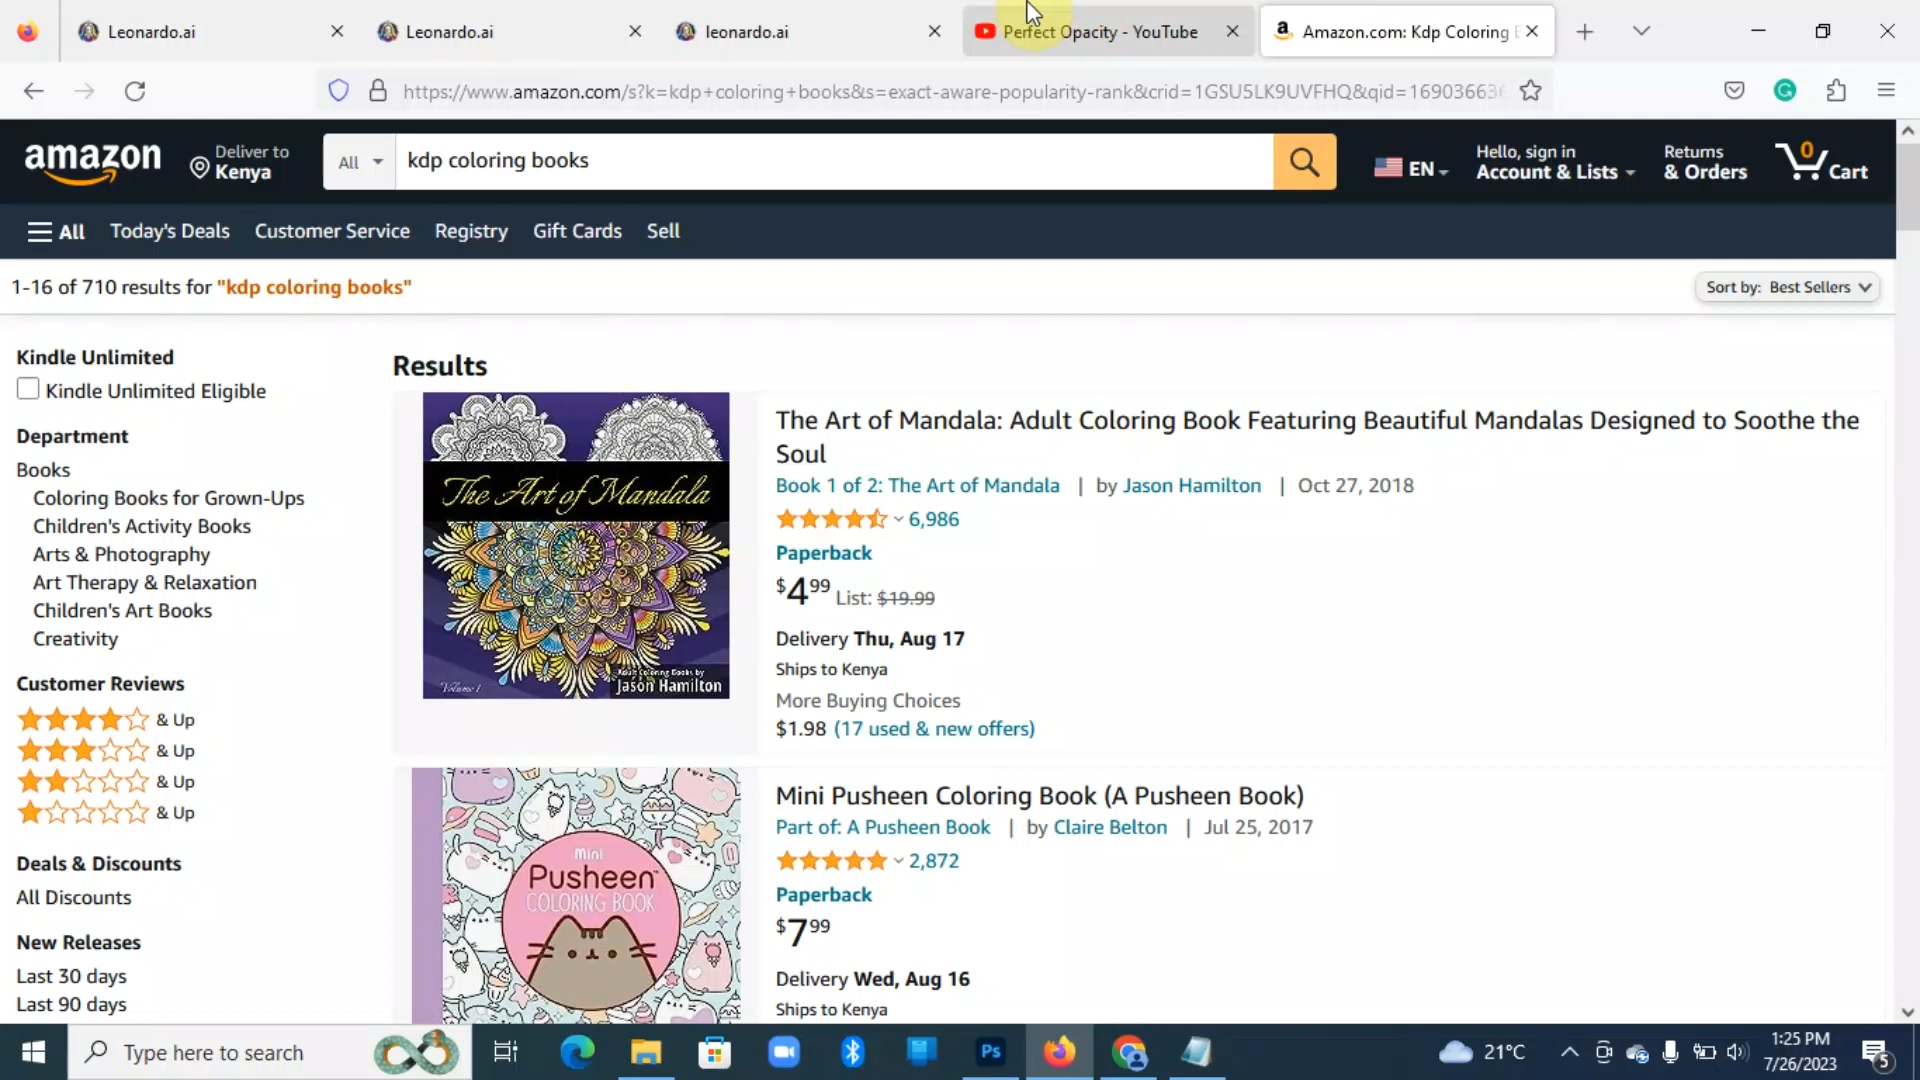 Leonardo.ai
Leonardo.ai
leonardo.ai
Perfect Opacity - YouTube
Amazon.com: Kdp Coloring B
https://www.amazon.com/s?k=kdp+coloring+books&s=exact-aware-popularity-rank&crid=1GSU5LK9UVFHQ&qid=169036636
amazon
Deliver to
Kenya
All
kdp coloring books
EN
Hello, sign in
Account & Lists
Returns
& Orders
0
Cart
All
Today's Deals
Customer Service
Registry
Gift Cards
Sell
1-16 of 710 results for "kdp coloring books"
Sort by: Best Sellers
Kindle Unlimited
Kindle Unlimited Eligible
Department
Books
Coloring Books for Grown-Ups
Children's Activity Books
Arts & Photography
Art Therapy & Relaxation
Children's Art Books
Creativity
Customer Reviews
& Up
& Up
& Up
& Up
Deals & Discounts
All Discounts
New Releases
Last 30 days
Last 90 days
Results
The Art of Mandala
Volume 1
Adult Coloring Books by
Jason Hamilton
The Art of Mandala: Adult Coloring Book Featuring Beautiful Mandalas Designed to Soothe the
Soul
Book 1 of 2: The Art of Mandala | by Jason Hamilton | Oct 27, 2018
6,986
Paperback
$4.99 List: $19.99
Delivery Thu, Aug 17
Ships to Kenya
More Buying Choices
$1.98 (17 used & new offers)
Mini
Pusheen
COLORING BOOK
Mini Pusheen Coloring Book (A Pusheen Book)
Part of: A Pusheen Book | by Claire Belton | Jul 25, 2017
2,872
Paperback
$7.99
Delivery Wed, Aug 16
Ships to Kenya
Type here to search
Ps
21°C
1:25 PM
7/26/2023
5